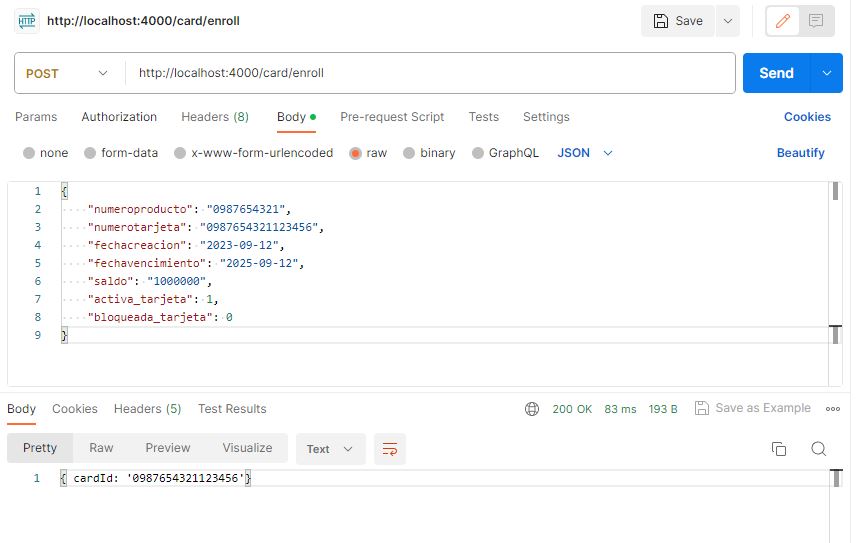 HTTP http://localhost:4000/card/enroll Save
POST http://localhost:4000/card/enroll Send
Params Authorization Headers (8) Body Pre-request Script Tests Settings Cookies
none form-data x-www-form-urlencoded raw binary GraphQL JSON Beautify
1 {
2 ····"numeroproducto":·"0987654321",
3 ····"numerotarjeta":·"0987654321123456",
4 ····"fechacreacion":·"2023-09-12",
5 ····"fechavencimiento":·"2025-09-12",
6 ····"saldo":·"1000000",
7 ····"activa_tarjeta":·1,
8 ····"bloqueada_tarjeta":·0
9 }
Body Cookies Headers (5) Test Results 200 OK 83 ms 193 B Save as Example
Pretty Raw Preview Visualize Text
1 { cardId: '0987654321123456'}